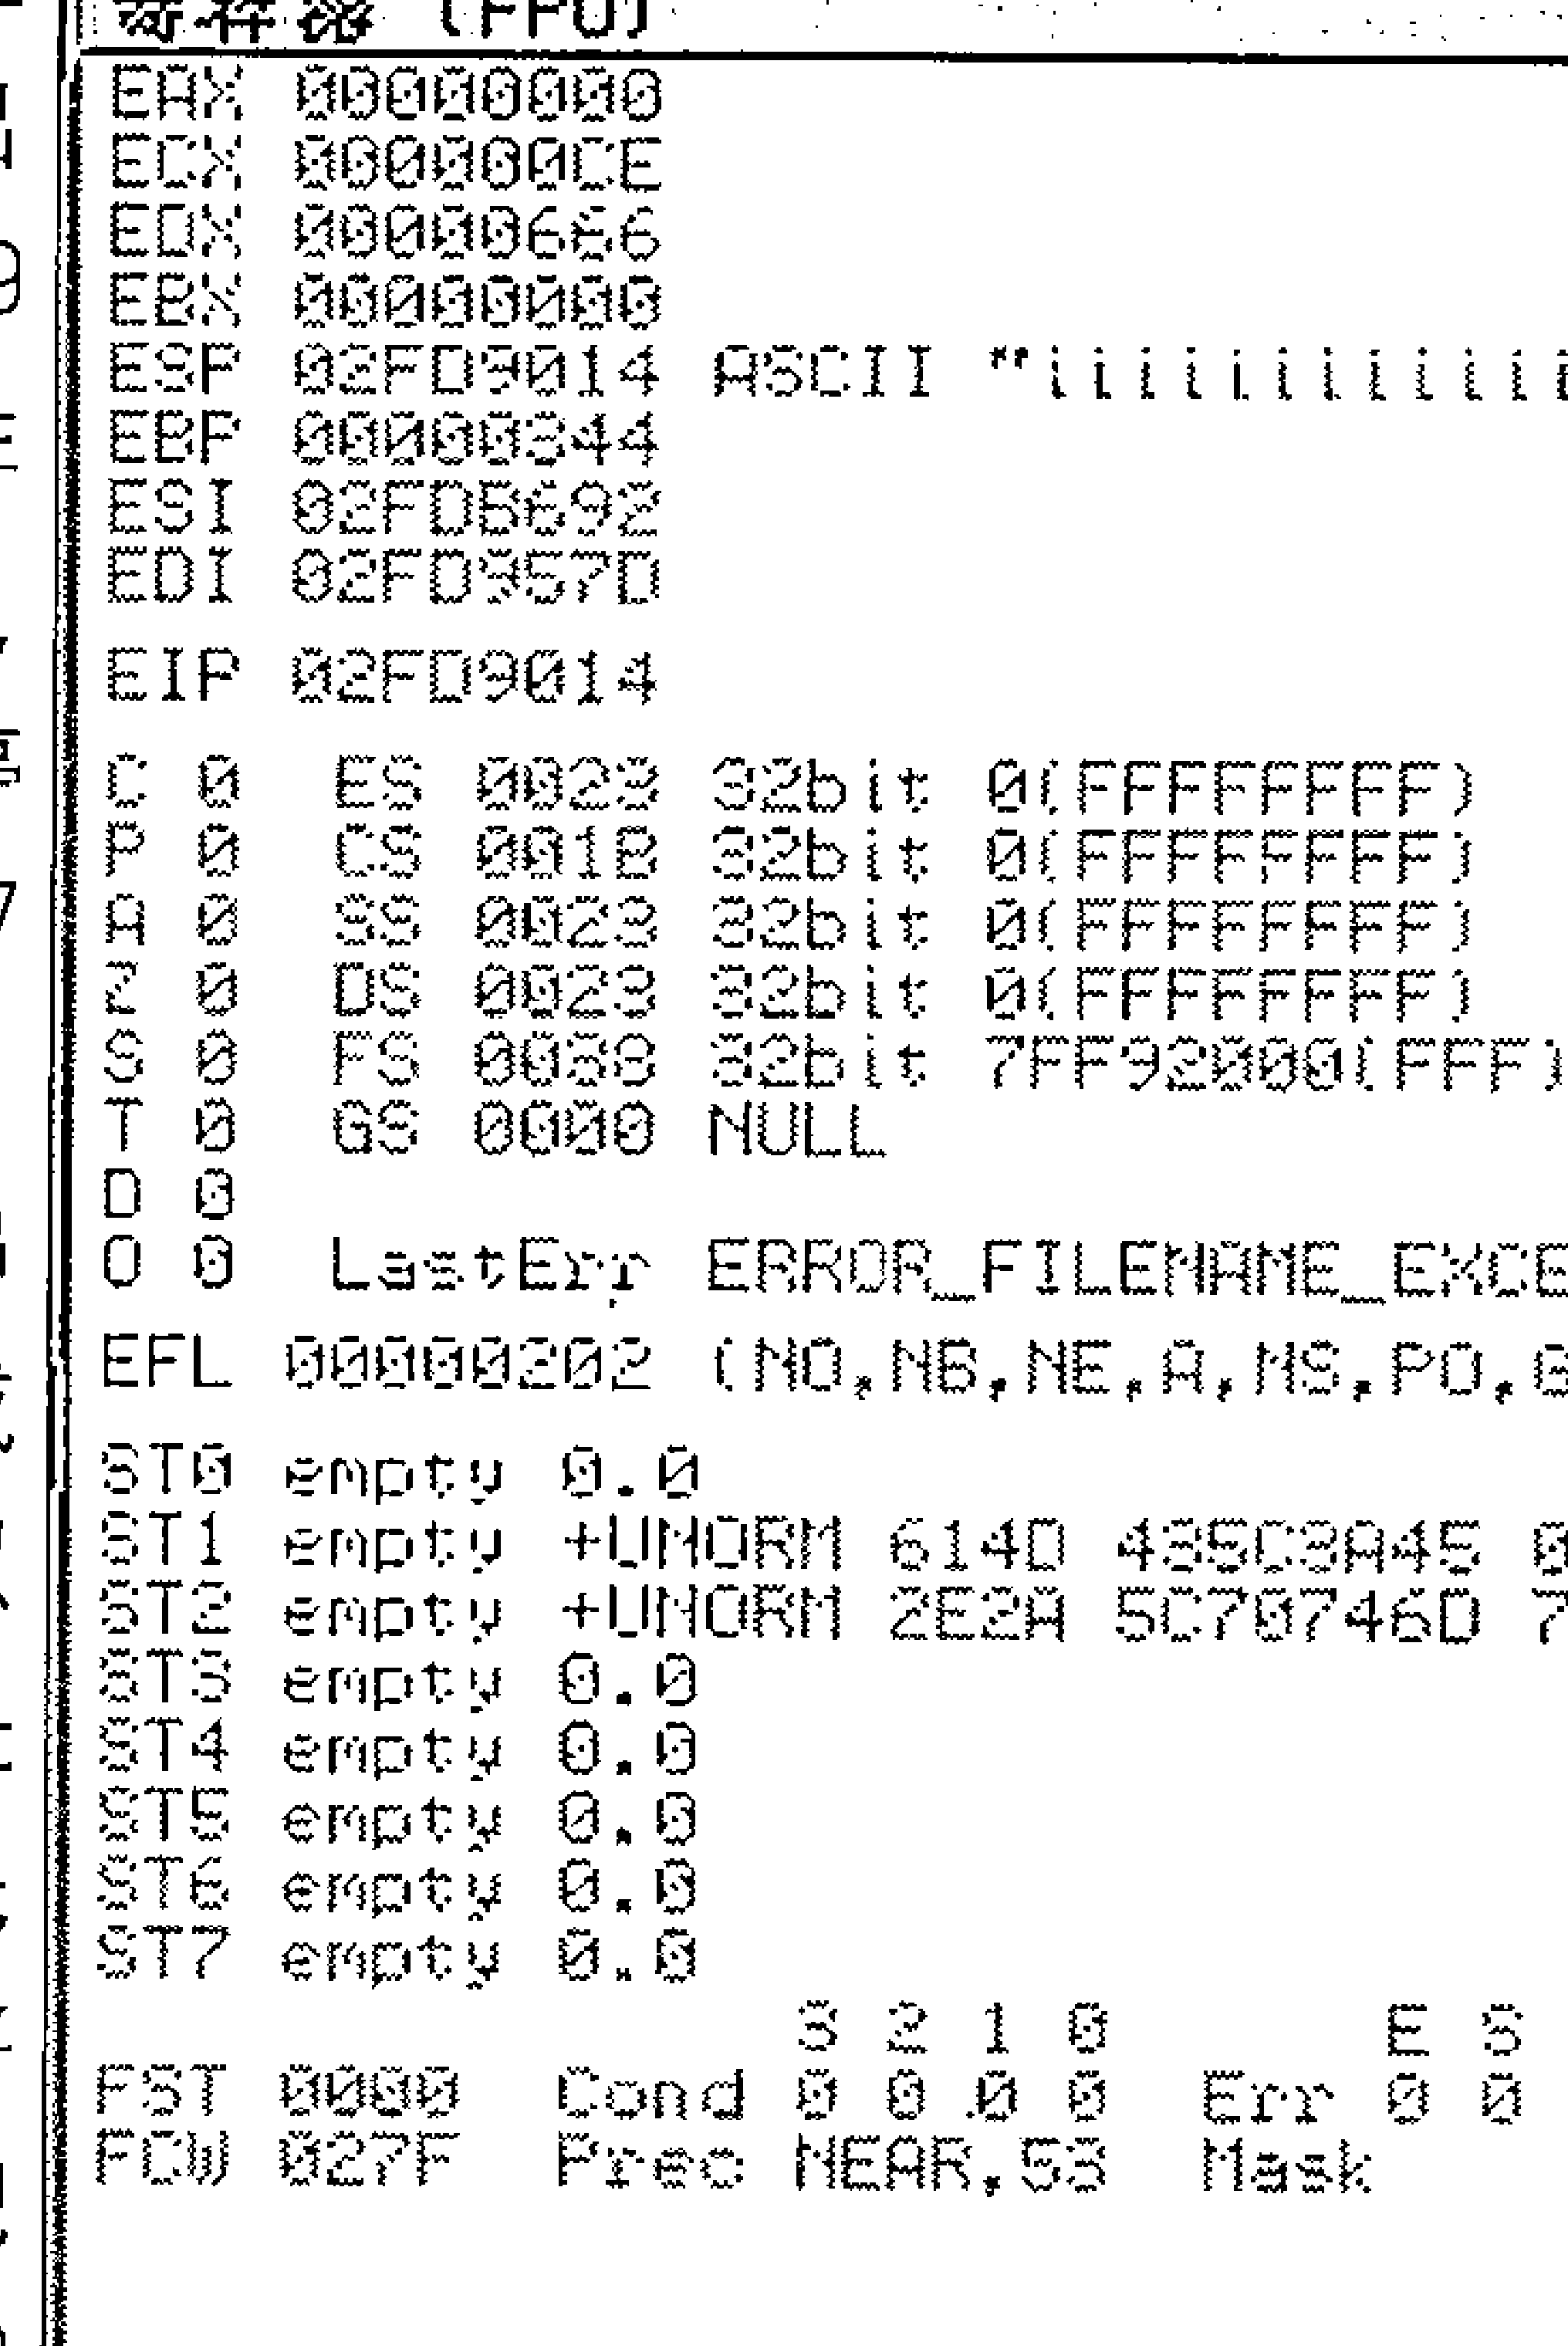 寄存器 (FPU)
EAX 00000000
ECX 000000CE
EDX 00000666
EBX 00000000
ESP 02FD9014 ASCII "iiiiiiiiiiii
EBP 00000344
ESI 02FDB692
EDI 02FD957D
EIP 02FD9014
C 0 ES 0023 32bit 0(FFFFFFFF)
P 0 CS 001B 32bit 0(FFFFFFFF)
A 0 SS 0023 32bit 0(FFFFFFFF)
Z 0 DS 0023 32bit 0(FFFFFFFF)
S 0 FS 003B 32bit 7FF92000(FFF)
T 0 GS 0000 NULL
D 0
O 0 LastErr ERROR_FILENAME_EXCE
EFL 00000202 (NO,NB,NE,A,NS,PO,G
ST0 empty 0.0
ST1 empty +UNORM 614D 435C3A45 0
ST2 empty +UNORM 2E2A 5C70746D 7
ST3 empty 0.0
ST4 empty 0.0
ST5 empty 0.0
ST6 empty 0.0
ST7 empty 0.0
3 2 1 0 E S
FST 0000 Cond 0 0 0 0 Err 0 0
FCW 027F Prec NEAR,53 Mask